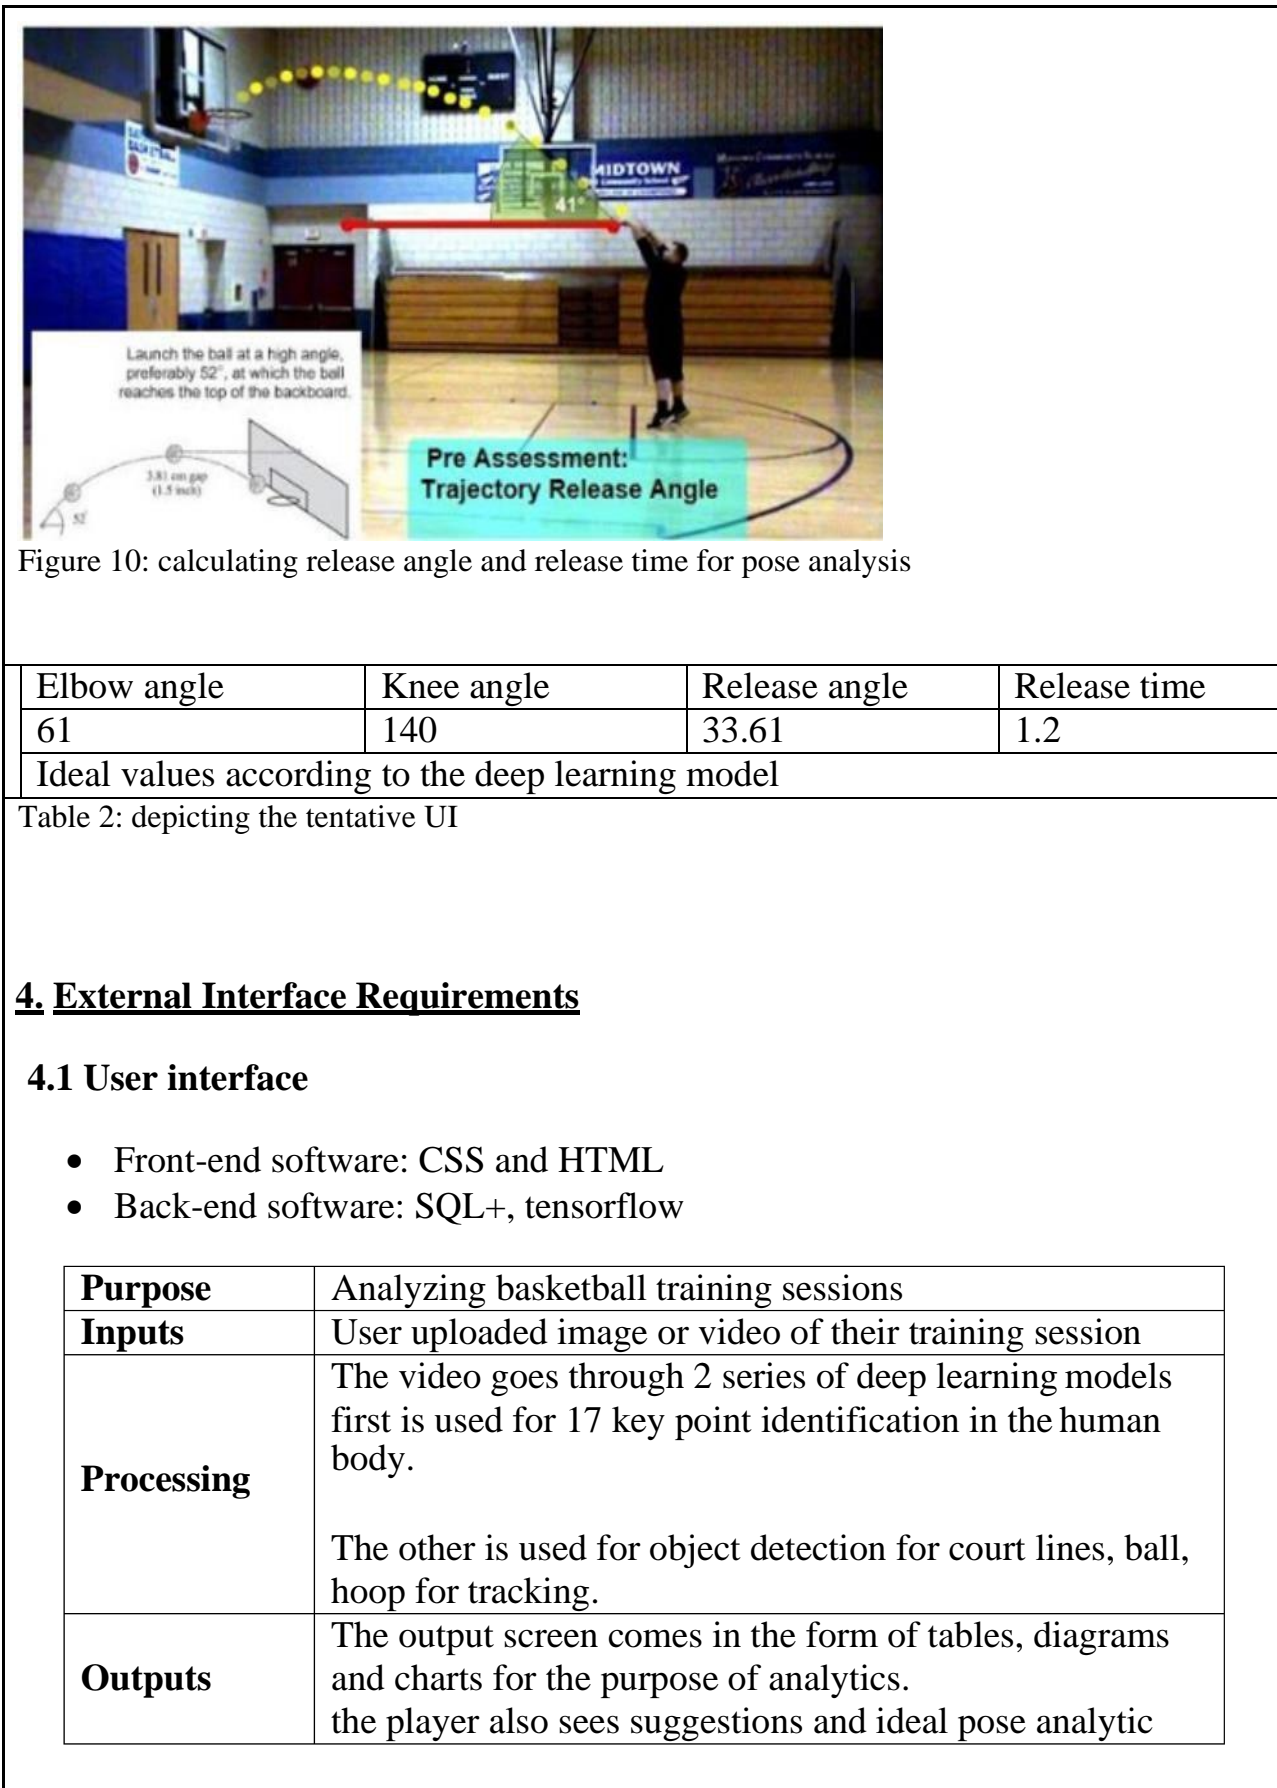 MIDTOWN
41°
Launch the ball at a high angle,
preferably 52°, at which the ball
reaches the top of the backboard.
3.81 cm gap
(1.5 inch)
52°
Pre Assessment:
Trajectory Release Angle
Figure 10: calculating release angle and release time for pose analysis
Elbow angle Knee angle Release angle Release time
61 140 33.61 1.2
Ideal values according to the deep learning model
Table 2: depicting the tentative UI
4. External Interface Requirements
4.1 User interface
• Front-end software: CSS and HTML
• Back-end software: SQL+, tensorflow
Purpose Analyzing basketball training sessions
Inputs User uploaded image or video of their training session
Processing
The video goes through 2 series of deep learning models
first is used for 17 key point identification in the human
body.
The other is used for object detection for court lines, ball,
hoop for tracking.
Outputs
The output screen comes in the form of tables, diagrams
and charts for the purpose of analytics.
the player also sees suggestions and ideal pose analytic